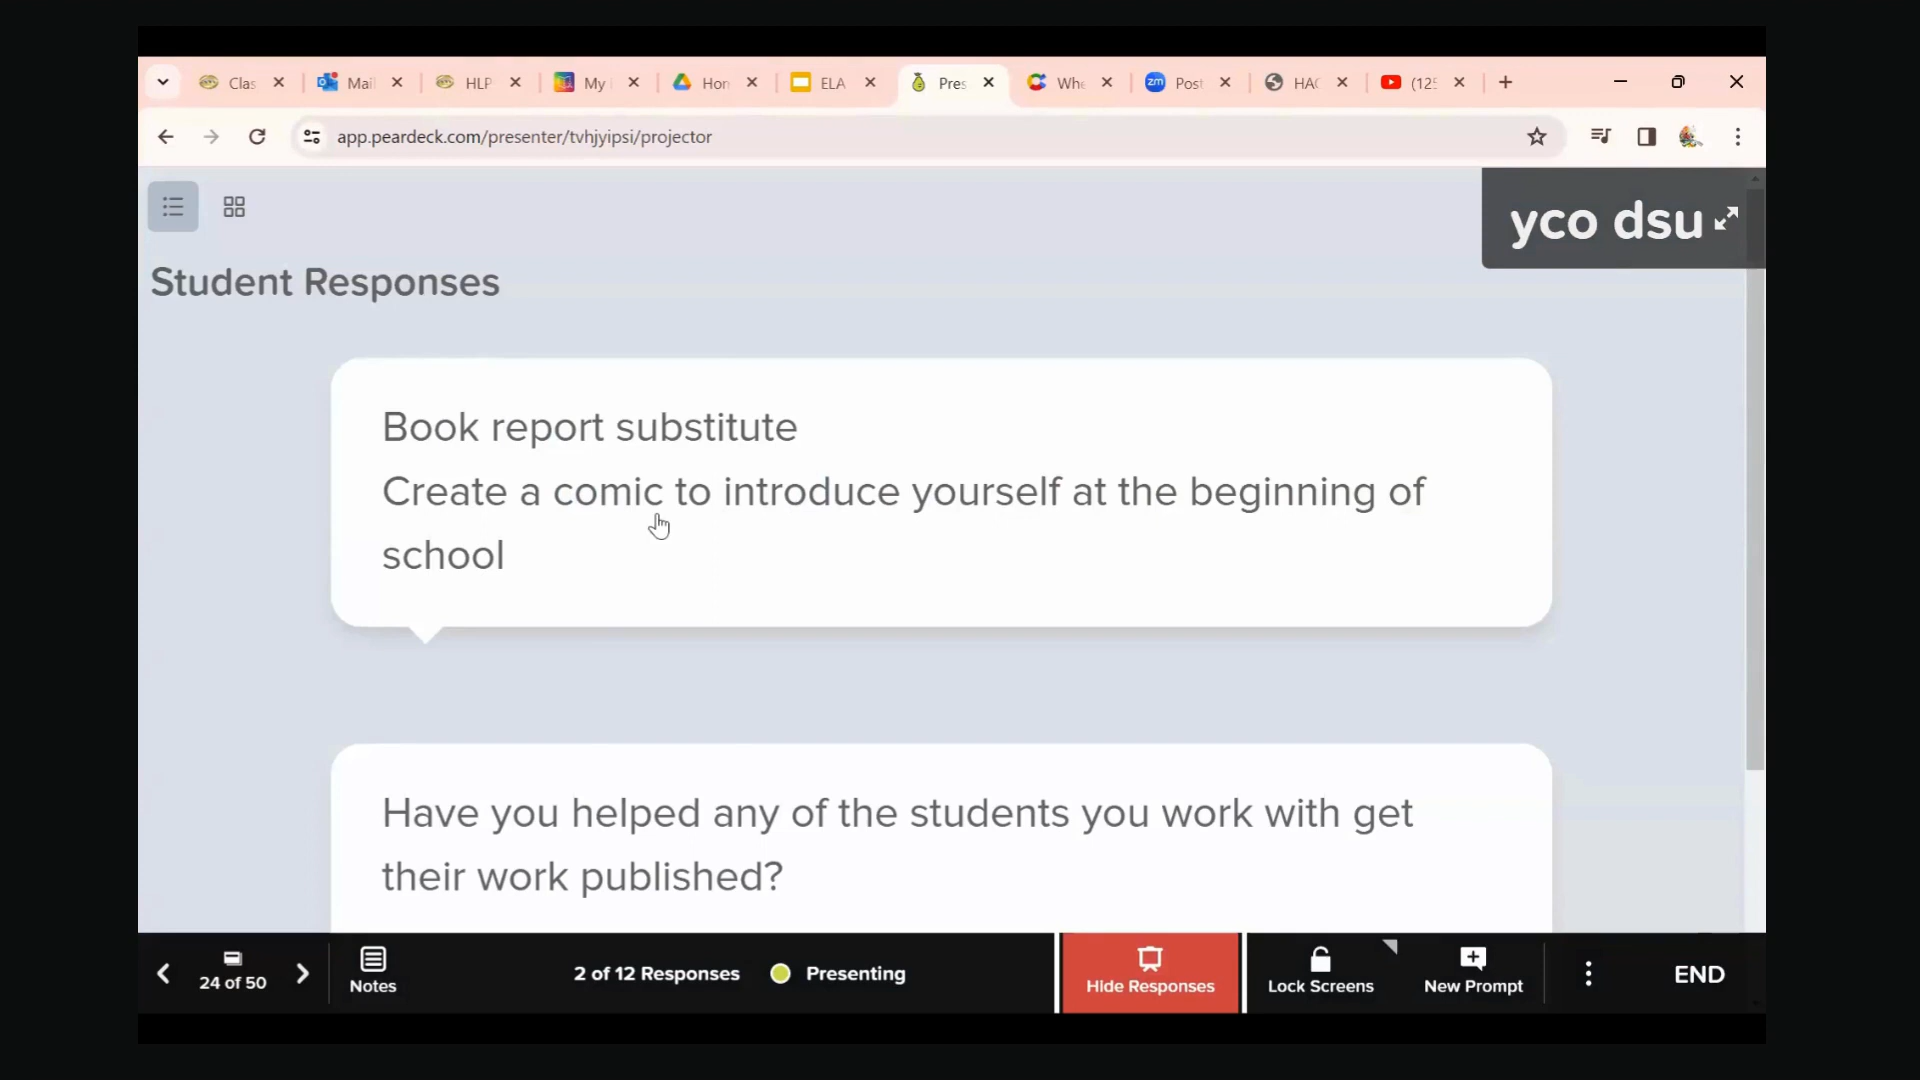 Clas
Mail
HLP
My
Hon
ELA
Pres
Whe
zm
Post
HAC
(125
app.peardeck.com/presenter/tvhjyipsi/projector
yco dsu
Student Responses
Book report substitute
Create a comic to introduce yourself at the beginning of
school
Have you helped any of the students you work with get
their work published?
24 of 50
Notes
2 of 12 Responses
Presenting
Hide Responses
Lock Screens
New Prompt
END